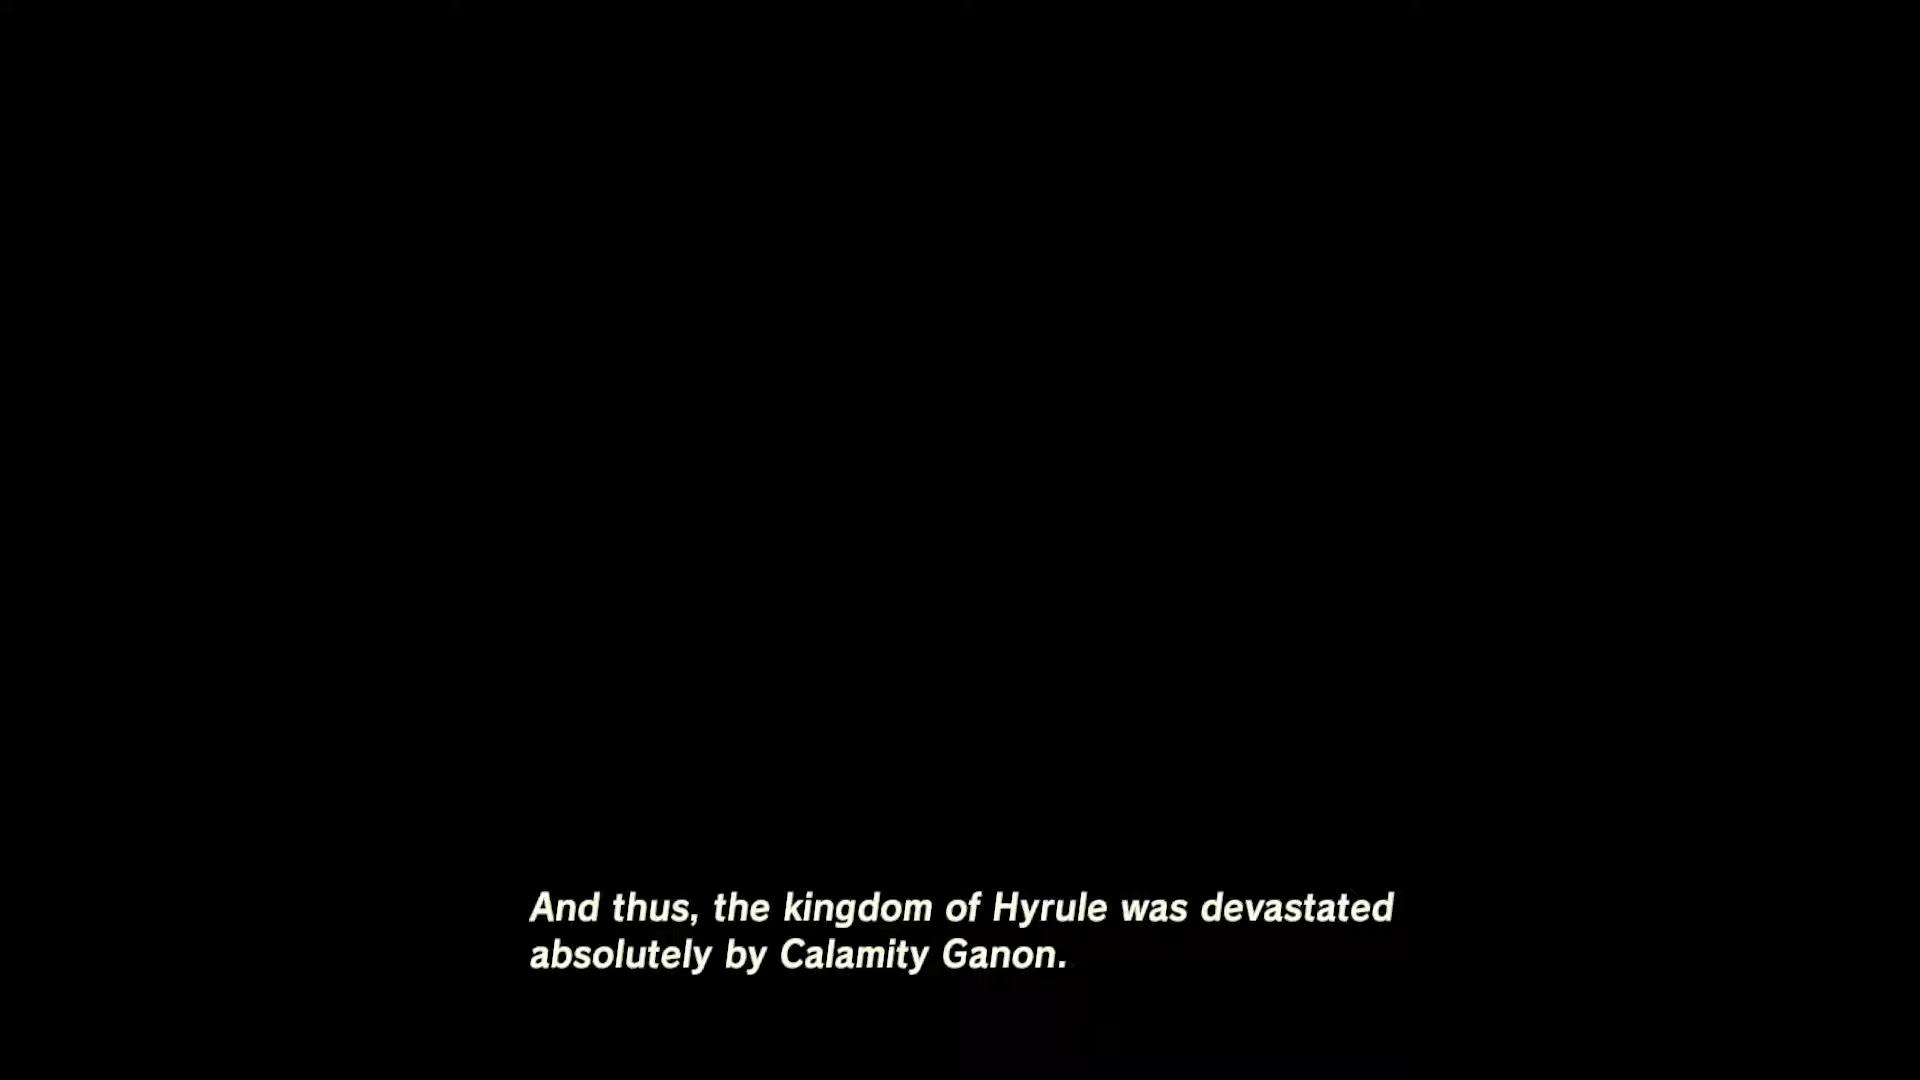 And thus, the kingdom of Hyrule was devastated
absolutely by Calamity Ganon.